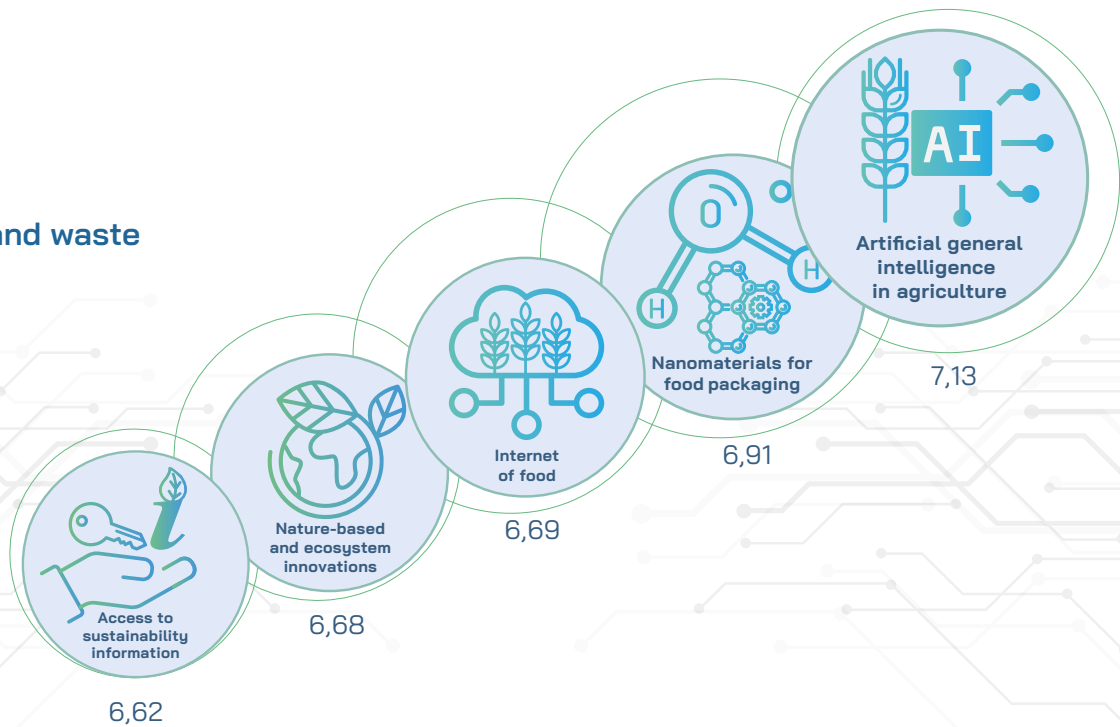 and waste
AI
Artificial general
intelligence
in agriculture
7,13
O
H
H
Nanomaterials for
food packaging
6,91
Internet
of food
6,69
Nature-based
and ecosystem
innovations
6,68
i
Access to
sustainability
information
6,62